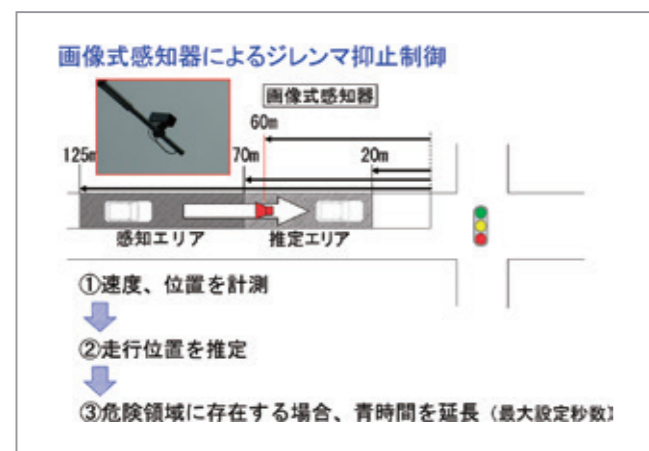 画像式感知器によるジレンマ抑止制御
画像式感知器
60m
125m 70m 20m
感知エリア 推定エリア
①速度、位置を計測
②走行位置を推定
③危険領域に存在する場合、青時間を延長（最大設定秒数）